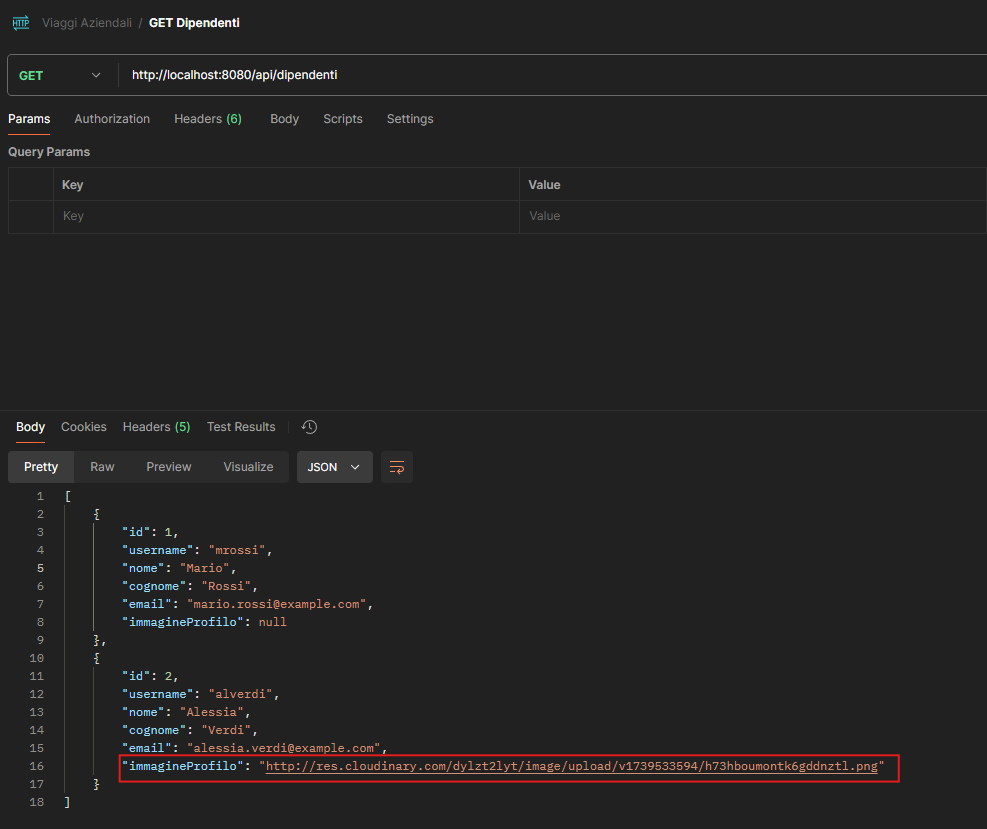 HTTP Viaggi Aziendali / GET Dipendenti
GET http://localhost:8080/api/dipendenti
Params Authorization Headers (6) Body Scripts Settings
Query Params
Key Value
Key Value
Body Cookies Headers (5) Test Results
Pretty Raw Preview Visualize JSON
1 [
2 {
3 "id": 1,
4 "username": "mrossi",
5 "nome": "Mario",
6 "cognome": "Rossi",
7 "email": "mario.rossi@example.com",
8 "immagineProfilo": null
9 },
10 {
11 "id": 2,
12 "username": "alverdi",
13 "nome": "Alessia",
14 "cognome": "Verdi",
15 "email": "alessia.verdi@example.com",
16 "immagineProfilo": "http://res.cloudinary.com/dylzt2lyt/image/upload/v1739533594/h73hboumontk6gddnztl.png"
17 }
18 ]